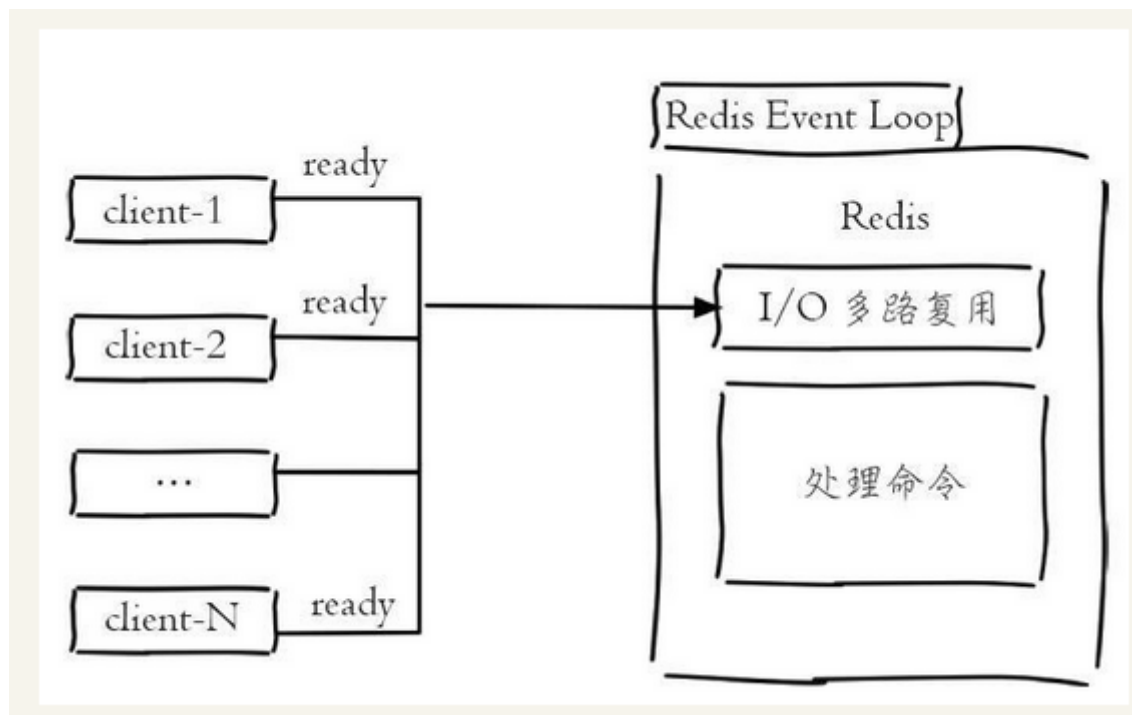 Redis Event Loop
ready
client-1
Redis
ready
I/O 多路复用
client-2
...
处理命令
ready
client-N